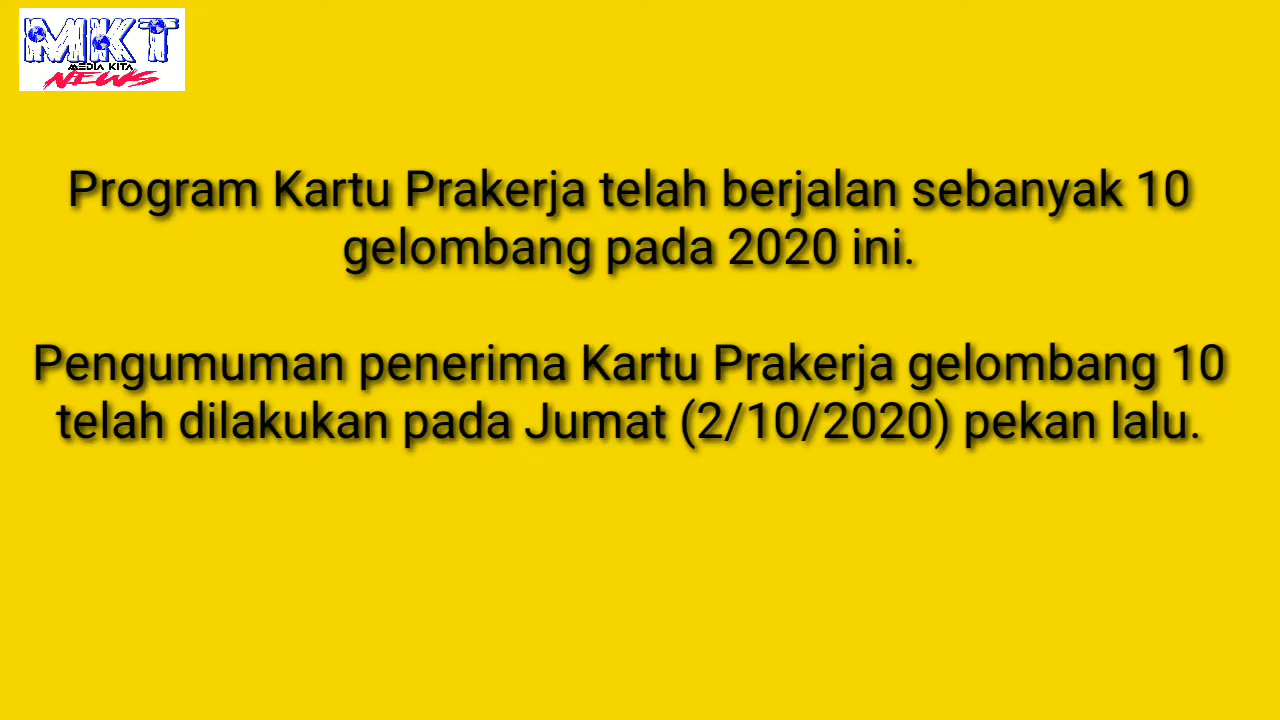 MKT
MEDIA KITA
NEWS
Program Kartu Prakerja telah berjalan sebanyak 10
gelombang pada 2020 ini.
Pengumuman penerima Kartu Prakerja gelombang 10
telah dilakukan pada Jumat (2/10/2020) pekan lalu.